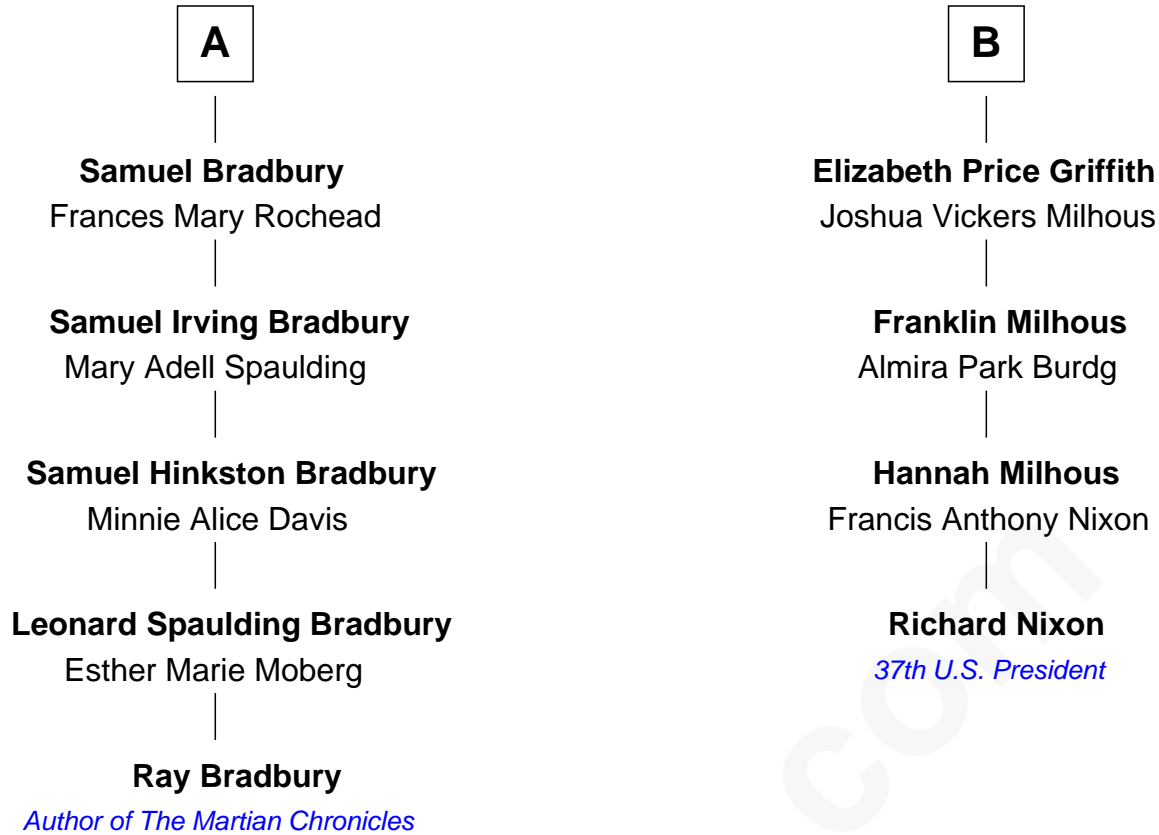 A
Samuel Bradbury
Frances Mary Rochead
Samuel Irving Bradbury
Mary Adell Spaulding
Samuel Hinkston Bradbury
Minnie Alice Davis
Leonard Spaulding Bradbury
Esther Marie Moberg
Ray Bradbury
Author of The Martian Chronicles
B
Elizabeth Price Griffith
Joshua Vickers Milhous
Franklin Milhous
Almira Park Burdg
Hannah Milhous
Francis Anthony Nixon
Richard Nixon
37th U.S. President
com